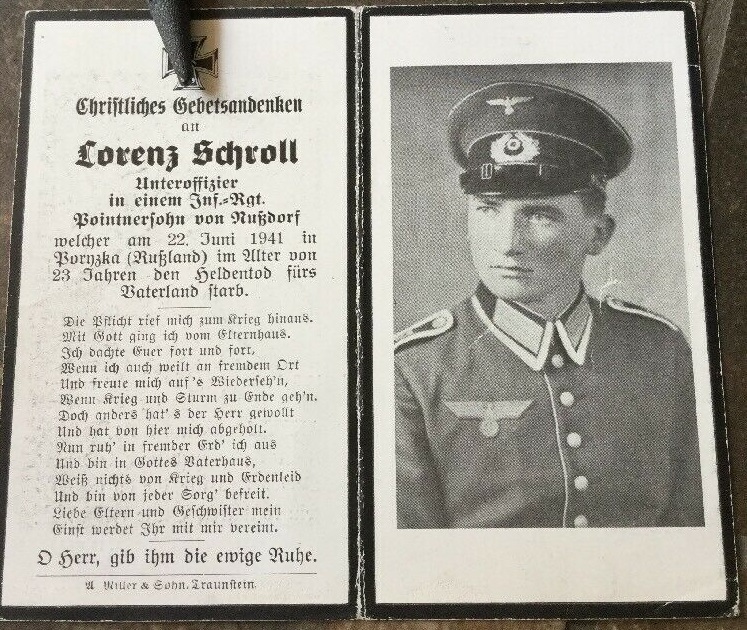 Christliches Gebetsandenken
an
Lorenz Schroll
Unteroffizier
in einem Inf.=Rgt.
Pointnersohn von Nußdorf
welcher am 22. Juni 1941 in
Poryzka (Rußland) im Alter von
23 Jahren den Heldentod fürs
Vaterland starb.
Die Pflicht rief mich zum Krieg hinaus.
Mit Gott ging ich vom Elternhaus.
Ich dachte Euer fort und fort,
Wenn ich auch weilt an fremdem Ort
Und freute mich auf's Wiederseh'n,
Wenn Krieg und Sturm zu Ende geh'n.
Doch anders hat's der Herr gewollt
Und hat von hier mich abgeholt.
Nun ruh' in fremder Erd' ich aus
Und bin in Gottes Vaterhaus,
Weiß nichts von Krieg und Erdenleid
Und bin von jeder Sorg' befreit.
Liebe Eltern und Geschwister mein
Einst werdet Ihr mit mir vereint.
O Herr, gib ihm die ewige Ruhe.
A. Miller & Sohn, Traunstein.